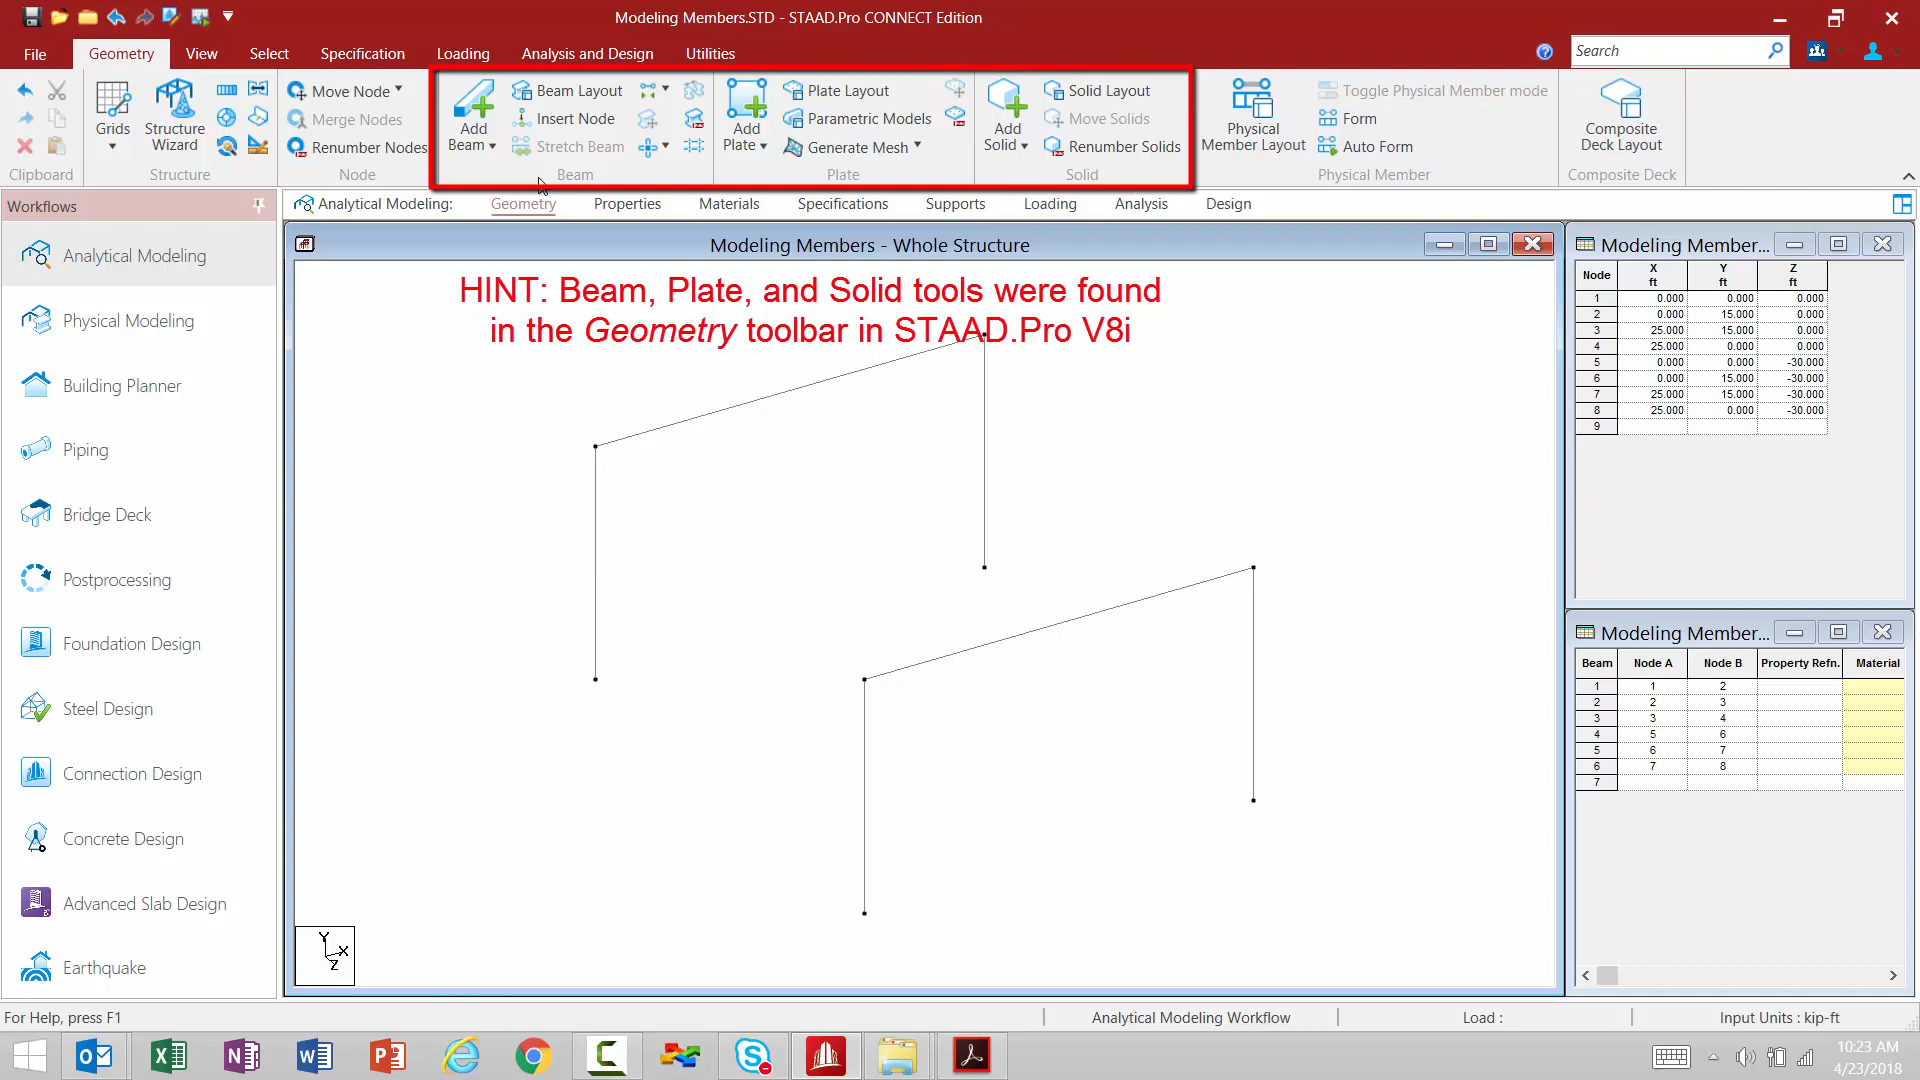 Modeling Members.STD - STAAD.Pro CONNECT Edition
File Geometry View Select Specification Loading Analysis and Design Utilities Search
Move Node Beam Layout Plate Layout Solid Layout Toggle Physical Member mode
Merge Nodes Insert Node Parametric Models Move Solids Form
Renumber Nodes Stretch Beam Generate Mesh Renumber Solids Auto Form
Grids Structure Wizard Add Beam Add Plate Add Solid Physical Member Layout Composite Deck Layout
Clipboard Structure Node Beam Plate Solid Physical Member Composite Deck
Workflows
Analytical Modeling: Geometry Properties Materials Specifications Supports Loading Analysis Design
Analytical Modeling
Physical Modeling
Building Planner
Piping
Bridge Deck
Postprocessing
Foundation Design
Steel Design
Connection Design
Concrete Design
Advanced Slab Design
Earthquake
Modeling Members - Whole Structure
HINT: Beam, Plate, and Solid tools were found
in the Geometry toolbar in STAAD.Pro V8i
Y
X
Z
Modeling Member...
Node X ft Y ft Z ft
1 0.000 0.000 0.000
2 0.000 15.000 0.000
3 25.000 15.000 0.000
4 25.000 0.000 0.000
5 0.000 0.000 -30.000
6 0.000 15.000 -30.000
7 25.000 15.000 -30.000
8 25.000 0.000 -30.000
9
Modeling Member...
Beam Node A Node B Property Refn. Material
1 1 2
2 2 3
3 3 4
4 5 6
5 6 7
6 7 8
7
For Help, press F1 Analytical Modeling Workflow Load : Input Units : kip-ft
10:23 AM
4/23/2018